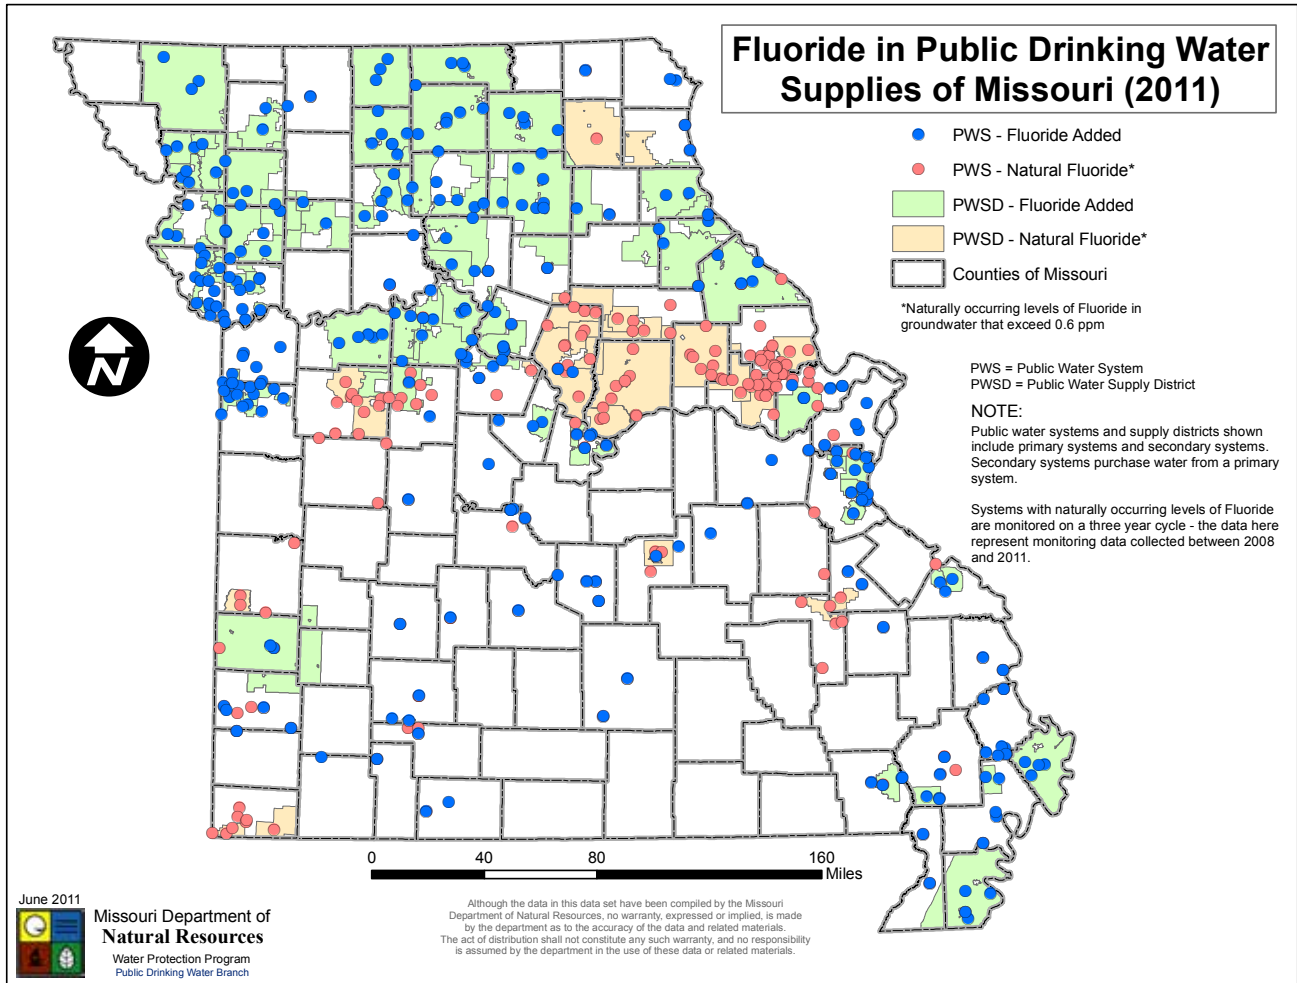 Fluoride in Public Drinking Water
Supplies of Missouri (2011)
PWS - Fluoride Added
PWS - Natural Fluoride*
PWSD - Fluoride Added
PWSD - Natural Fluoride*
Counties of Missouri
*Naturally occurring levels of Fluoride in
groundwater that exceed 0.6 ppm
PWS = Public Water System
PWSD = Public Water Supply District
NOTE:
Public water systems and supply districts shown
include primary systems and secondary systems.
Secondary systems purchase water from a primary
system.
Systems with naturally occurring levels of Fluoride
are monitored on a three year cycle - the data here
represent monitoring data collected between 2008
and 2011.
N
0 40 80 160
Miles
June 2011
Missouri Department of
Natural Resources
Water Protection Program
Public Drinking Water Branch
Although the data in this data set have been compiled by the Missouri
Department of Natural Resources, no warranty, expressed or implied, is made
by the department as to the accuracy of the data and related materials.
The act of distribution shall not constitute any such warranty, and no responsibility
is assumed by the department in the use of these data or related materials.